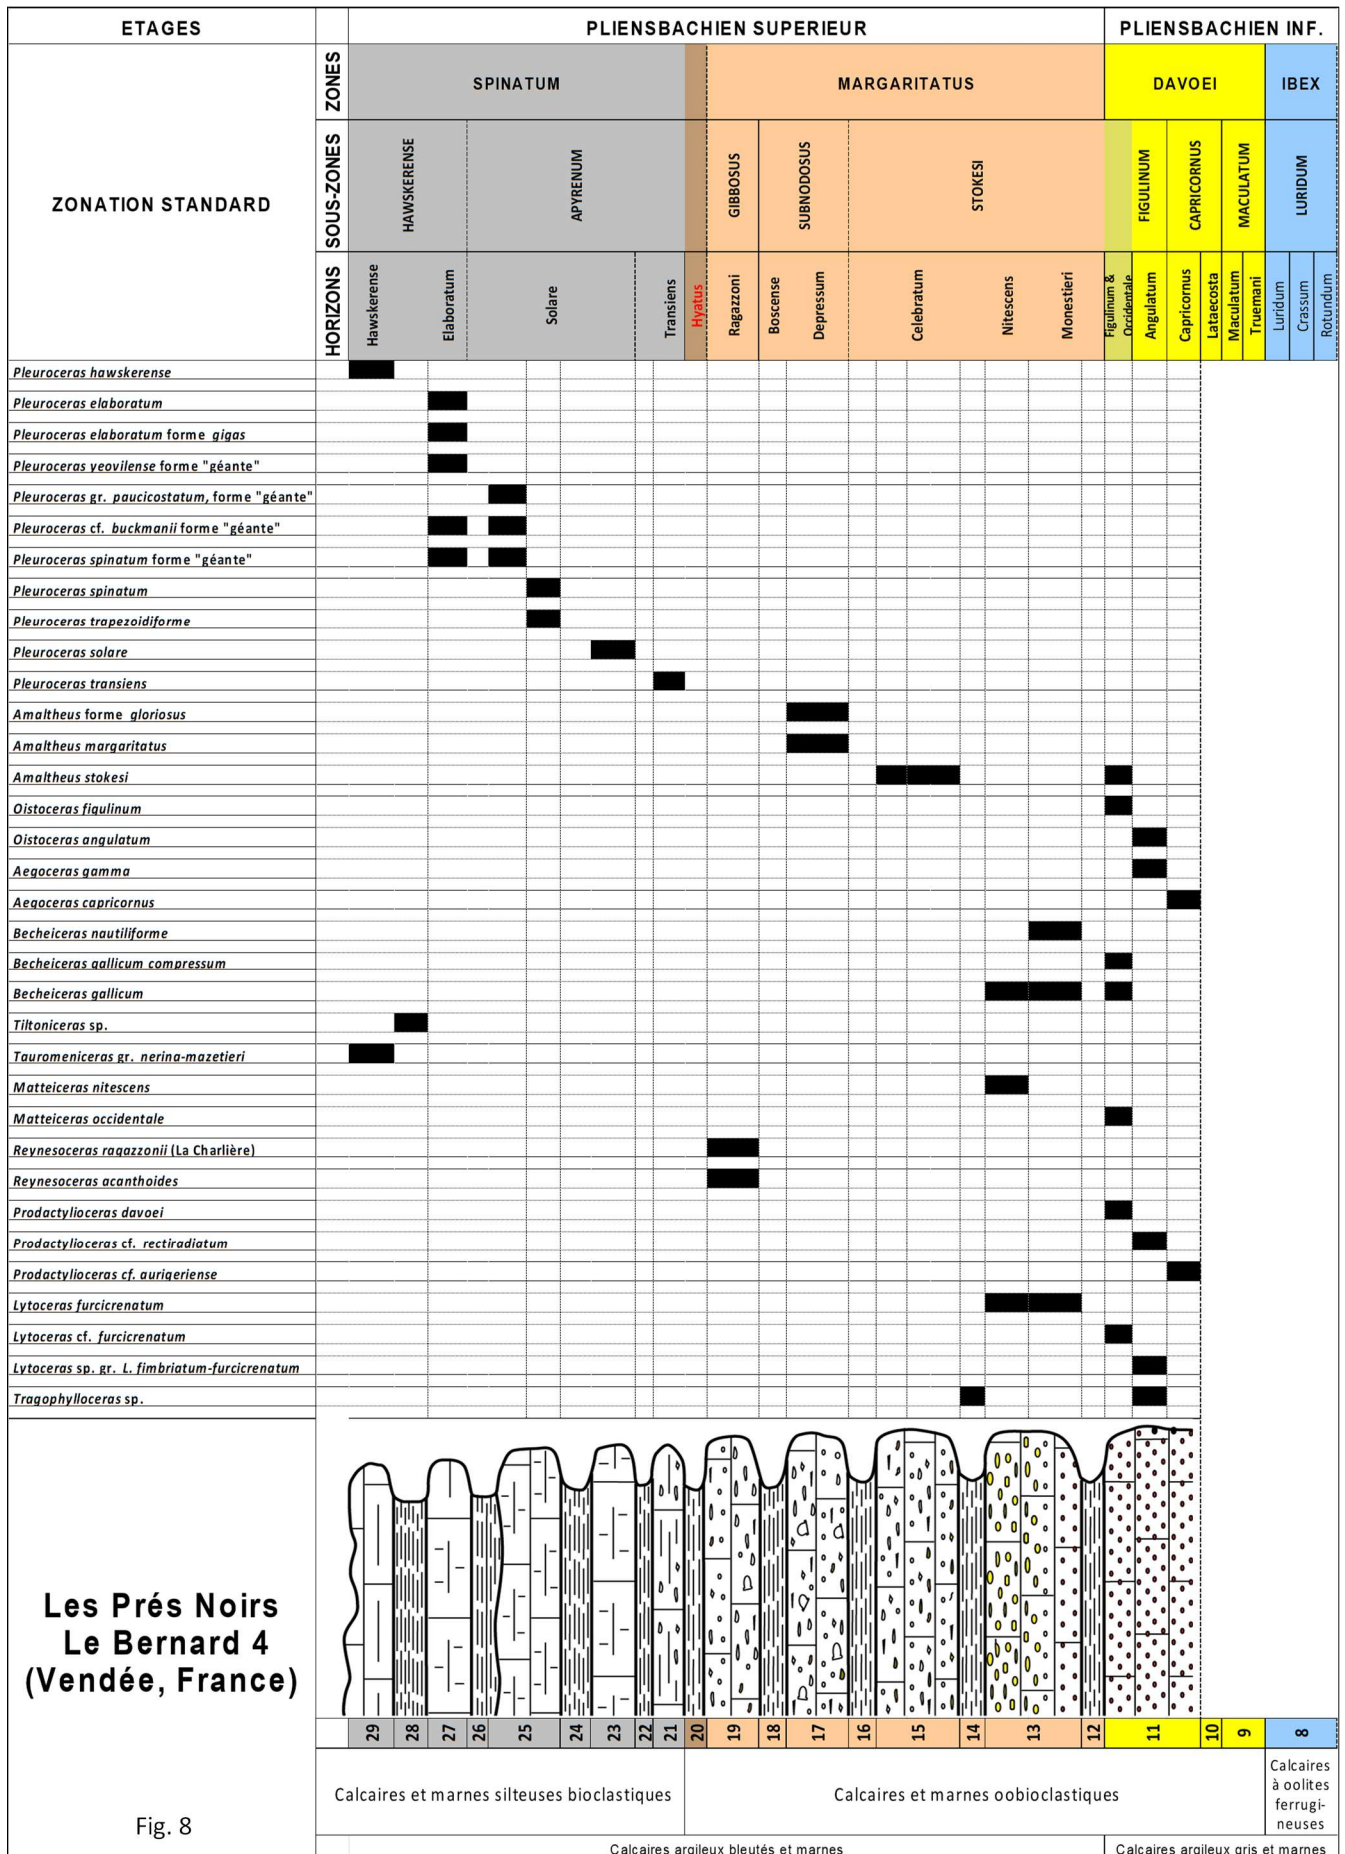 ETAGES
PLIENSBACHIEN SUPERIEUR
PLIENSBACHIEN INF.
ZONATION STANDARD
ZONES
SPINATUM
MARGARITATUS
DAVOEI
IBEX
SOUS-ZONES
HAWSKERENSE
APYRENUM
GIBBOSUS
SUBNODOSUS
STOKESI
FIGULINUM
CAPRICORNUS
MACULATUM
LURIDUM
HORIZONS
Hawskerense
Elaboratum
Solare
Transiens
Hyatus
Ragazzoni
Boscense
Depressum
Celebratum
Nitescens
Monestieri
Figulinum &
Occidentale
Angulatum
Capricornus
Lataecosta
Maculatum
Truemani
Luridum
Crassum
Rotundum
Pleuroceras hawskerense
Pleuroceras elaboratum
Pleuroceras elaboratum forme gigas
Pleuroceras yeovilense forme "géante"
Pleuroceras gr. paucicostatum, forme "géante"
Pleuroceras cf. buckmanii forme "géante"
Pleuroceras spinatum forme "géante"
Pleuroceras spinatum
Pleuroceras trapezoidiforme
Pleuroceras solare
Pleuroceras transiens
Amaltheus forme gloriosus
Amaltheus margaritatus
Amaltheus stokesi
Oistoceras figulinum
Oistoceras angulatum
Aegoceras gamma
Aegoceras capricornus
Becheiceras nautiliforme
Becheiceras gallicum compressum
Becheiceras gallicum
Tiltoniceras sp.
Tauromeniceras gr. nerina-mazetieri
Matteiceras nitescens
Matteiceras occidentale
Reynesoceras ragazzonii (La Charlière)
Reynesoceras acanthoides
Prodactylioceras davoei
Prodactylioceras cf. rectiradiatum
Prodactylioceras cf. aurigeriense
Lytoceras furcicrenatum
Lytoceras cf. furcicrenatum
Lytoceras sp. gr. L. fimbriatum-furcicrenatum
Tragophylloceras sp.
Les Prés Noirs
Le Bernard 4
(Vendée, France)
29 28 27 26 25 24 23 22 21 20 19 18 17 16 15 14 13 12 11 10 9 8
Calcaires et marnes silteuses bioclastiques
Calcaires et marnes oobioclastiques
Calcaires
à oolites
ferrugi-
neuses
Fig. 8
Calcaires argileux bleutés et marnes
Calcaires argileux gris et marnes